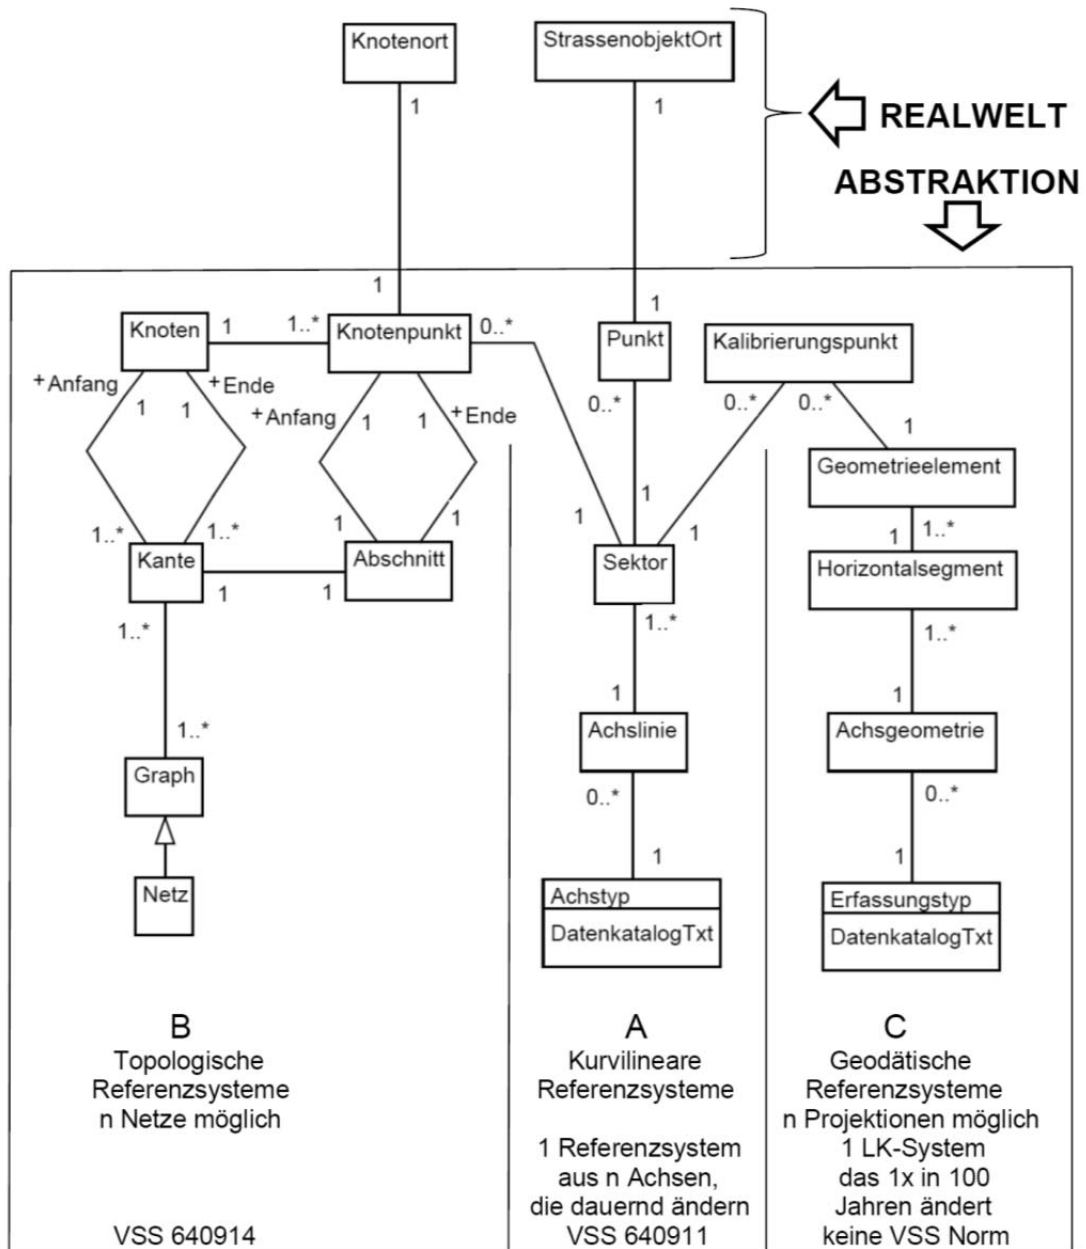 Knotenort
StrassenobjektOrt
1
1
REALWELT
ABSTRAKTION
1
1
Knoten
1
1..*
Knotenpunkt
0..*
Punkt
Kalibrierungspunkt
+Anfang
+Ende
1
1
+Anfang
+Ende
1
1
0..*
0..*
0..*
1
Geometrieelement
1..*
1..*
1
1
1
1
1
1
1..*
Kante
Abschnitt
Sektor
Horizontalsegment
1
1
1..*
1..*
1..*
1..*
1
1
Graph
Achslinie
Achsgeometrie
0..*
0..*
1
1
Netz
Achstyp
DatenkatalogTxt
Erfassungstyp
DatenkatalogTxt
B
Topologische
Referenzsysteme
n Netze möglich
VSS 640914
A
Kurvilineare
Referenzsysteme
1 Referenzsystem
aus n Achsen,
die dauernd ändern
VSS 640911
C
Geodätische
Referenzsysteme
n Projektionen möglich
1 LK-System
das 1x in 100
Jahren ändert
keine VSS Norm